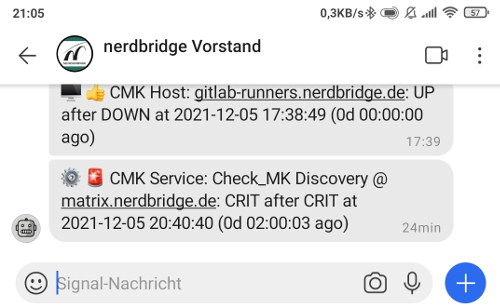 21:05
0,3KB/s
57
nerdbridge Vorstand
CMK Host: gitlab-runners.nerdbridge.de: UP
after DOWN at 2021-12-05 17:38:49 (0d 00:00:00
ago)
17:39
CMK Service: Check_MK Discovery @
matrix.nerdbridge.de: CRIT after CRIT at
2021-12-05 20:40:40 (0d 02:00:03 ago)
24min
Signal-Nachricht